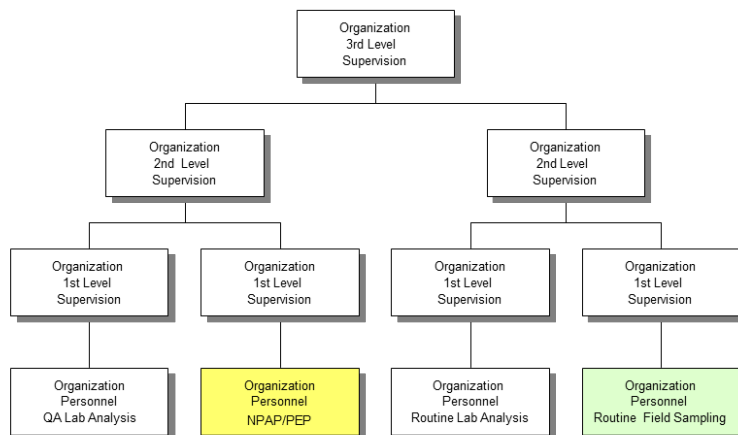 Organization
3rd Level
Supervision
Organization
2nd Level
Supervision
Organization
2nd Level
Supervision
Organization
1st Level
Supervision
Organization
1st Level
Supervision
Organization
1st Level
Supervision
Organization
1st Level
Supervision
Organization
Personnel
QA Lab Analysis
Organization
Personnel
NPAP/PEP
Organization
Personnel
Routine Lab Analysis
Organization
Personnel
Routine Field Sampling